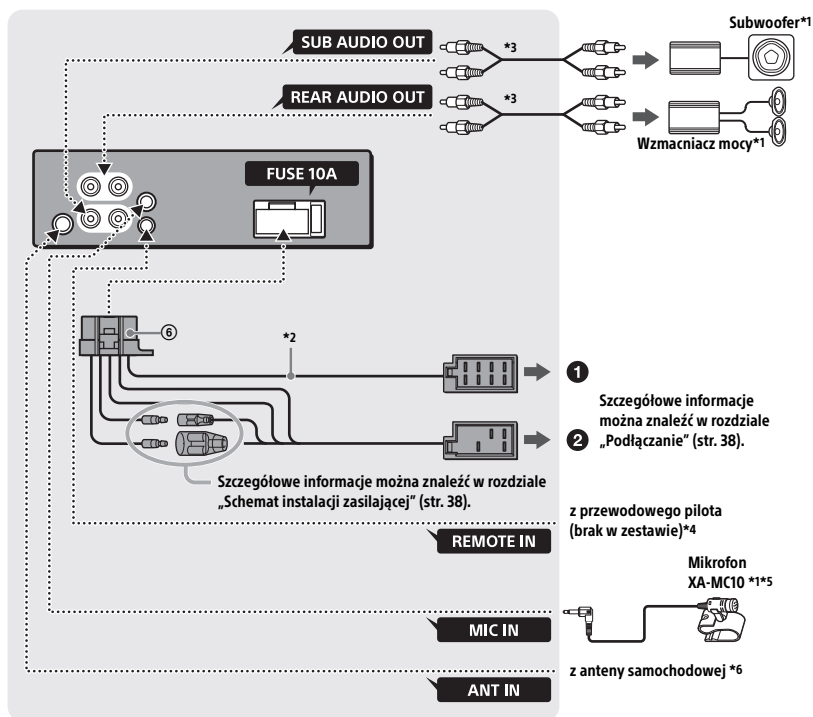 Subwoofer*1
SUB AUDIO OUT
*3
REAR AUDIO OUT
*3
Wzmacniacz mocy*1
FUSE 10A
⑥
*2
❶
Szczegółowe informacje
można znaleźć w rozdziale
❷ „Podłączanie” (str. 38).
Szczegółowe informacje można znaleźć w rozdziale
„Schemat instalacji zasilającej” (str. 38).
z przewodowego pilota
(brak w zestawie)*4
REMOTE IN
Mikrofon
XA-MC10 *1*5
MIC IN
z anteny samochodowej *6
ANT IN